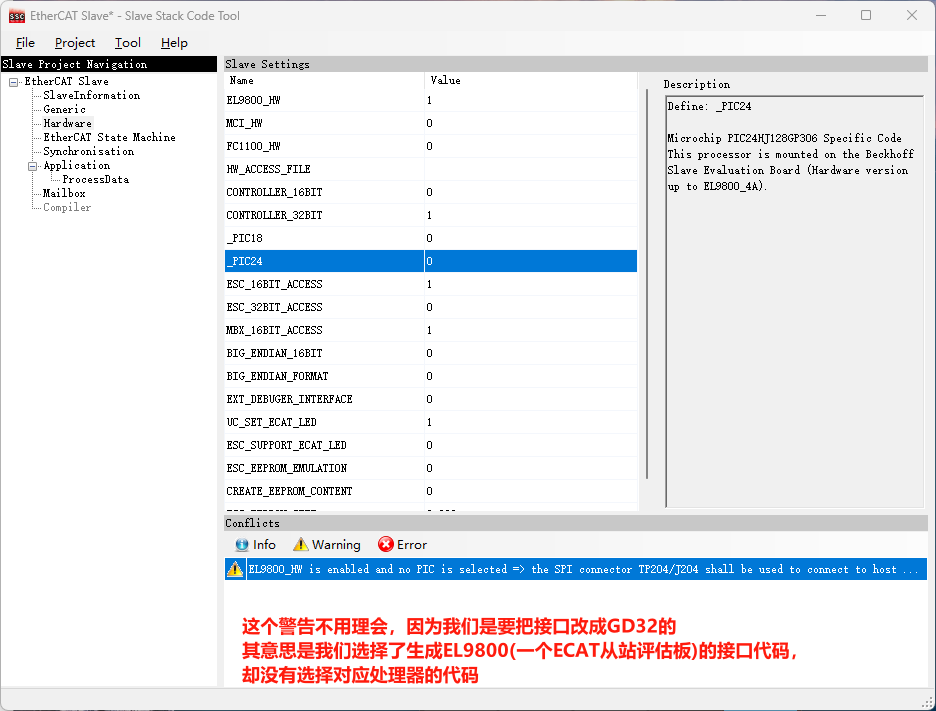 EtherCAT Slave* - Slave Stack Code Tool
File Project Tool Help
Slave Project Navigation
EtherCAT Slave
SlaveInformation
Generic
Hardware
EtherCAT State Machine
Synchronisation
Application
ProcessData
Mailbox
Compiler
Slave Settings
Name Value
EL9800_HW 1
MCI_HW 0
FC1100_HW 0
HW_ACCESS_FILE
CONTROLLER_16BIT 0
CONTROLLER_32BIT 1
_PIC18 0
_PIC24 0
ESC_16BIT_ACCESS 1
ESC_32BIT_ACCESS 0
MBX_16BIT_ACCESS 1
BIG_ENDIAN_16BIT 0
BIG_ENDIAN_FORMAT 0
EXT_DEBUGER_INTERFACE 0
UC_SET_ECAT_LED 1
ESC_SUPPORT_ECAT_LED 0
ESC_EEPROM_EMULATION 0
CREATE_EEPROM_CONTENT 0
Description
Define: _PIC24
Microchip PIC24HJ128GP306 Specific Code
This processor is mounted on the Beckhoff
Slave Evaluation Board (Hardware version
up to EL9800_4A).
Conflicts
Info Warning Error
EL9800_HW is enabled and no PIC is selected => the SPI connector TP204/J204 shall be used to connect to host ...
这个警告不用理会，因为我们是要把接口改成GD32的
其意思是我们选择了生成EL9800(一个ECAT从站评估板)的接口代码，
却没有选择对应处理器的代码